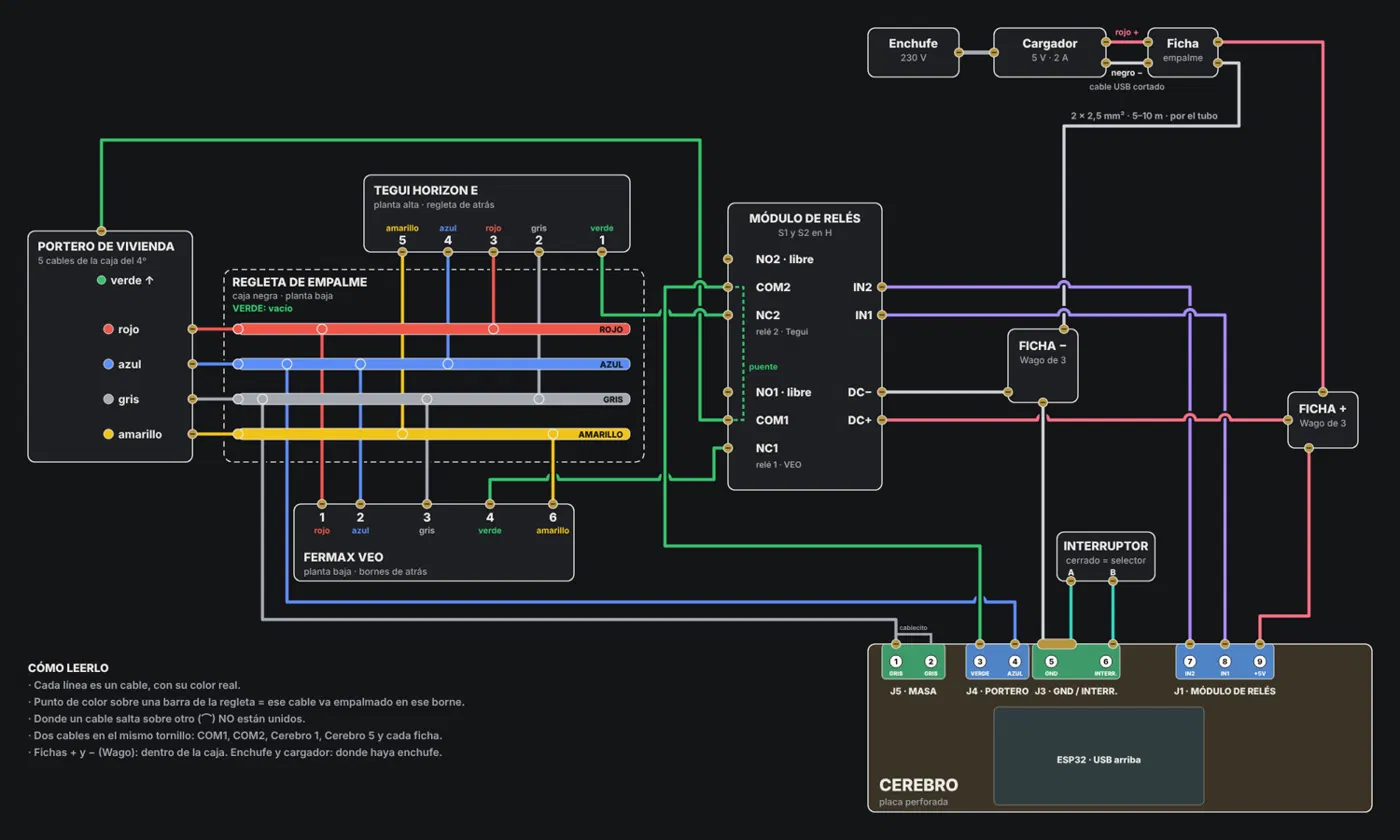 Enchufe
230 V
Cargador
5 V · 2 A
rojo +
negro −
cable USB cortado
Ficha
empalme
2 × 2,5 mm² · 5–10 m · por el tubo
TEGUI HORIZON E
planta alta · regleta de atrás
amarillo azul rojo gris verde
5 4 3 2 1
PORTERO DE VIVIENDA
5 cables de la caja del 4º
verde ↑
rojo
azul
gris
amarillo
REGLETA DE EMPALME
caja negra · planta baja
VERDE: vacío
ROJO
AZUL
GRIS
AMARILLO
MÓDULO DE RELÉS
S1 y S2 en H
NO2 · libre
COM2
NC2
relé 2 · Tegui
puente
NO1 · libre
COM1
NC1
relé 1 · VEO
IN2
IN1
DC−
DC+
FICHA −
Wago de 3
FICHA +
Wago de 3
1 2 3 4 6
rojo azul gris verde amarillo
FERMAX VEO
planta baja · bornes de atrás
INTERRUPTOR
cerrado = selector
A B
cablecito
1 2 3 4 5 6 7 8 9
GRIS GRIS VERDE AZUL GND INTERR. IN2 IN1 +5V
J5 · MASA J4 · PORTERO J3 · GND / INTERR. J1 · MÓDULO DE RELÉS
ESP32 · USB arriba
CEREBRO
placa perforada
CÓMO LEERLO
· Cada línea es un cable, con su color real.
· Punto de color sobre una barra de la regleta = ese cable va empalmado en ese borne.
· Donde un cable salta sobre otro (⌒) NO están unidos.
· Dos cables en el mismo tornillo: COM1, COM2, Cerebro 1, Cerebro 5 y cada ficha.
· Fichas + y − (Wago): dentro de la caja. Enchufe y cargador: donde haya enchufe.